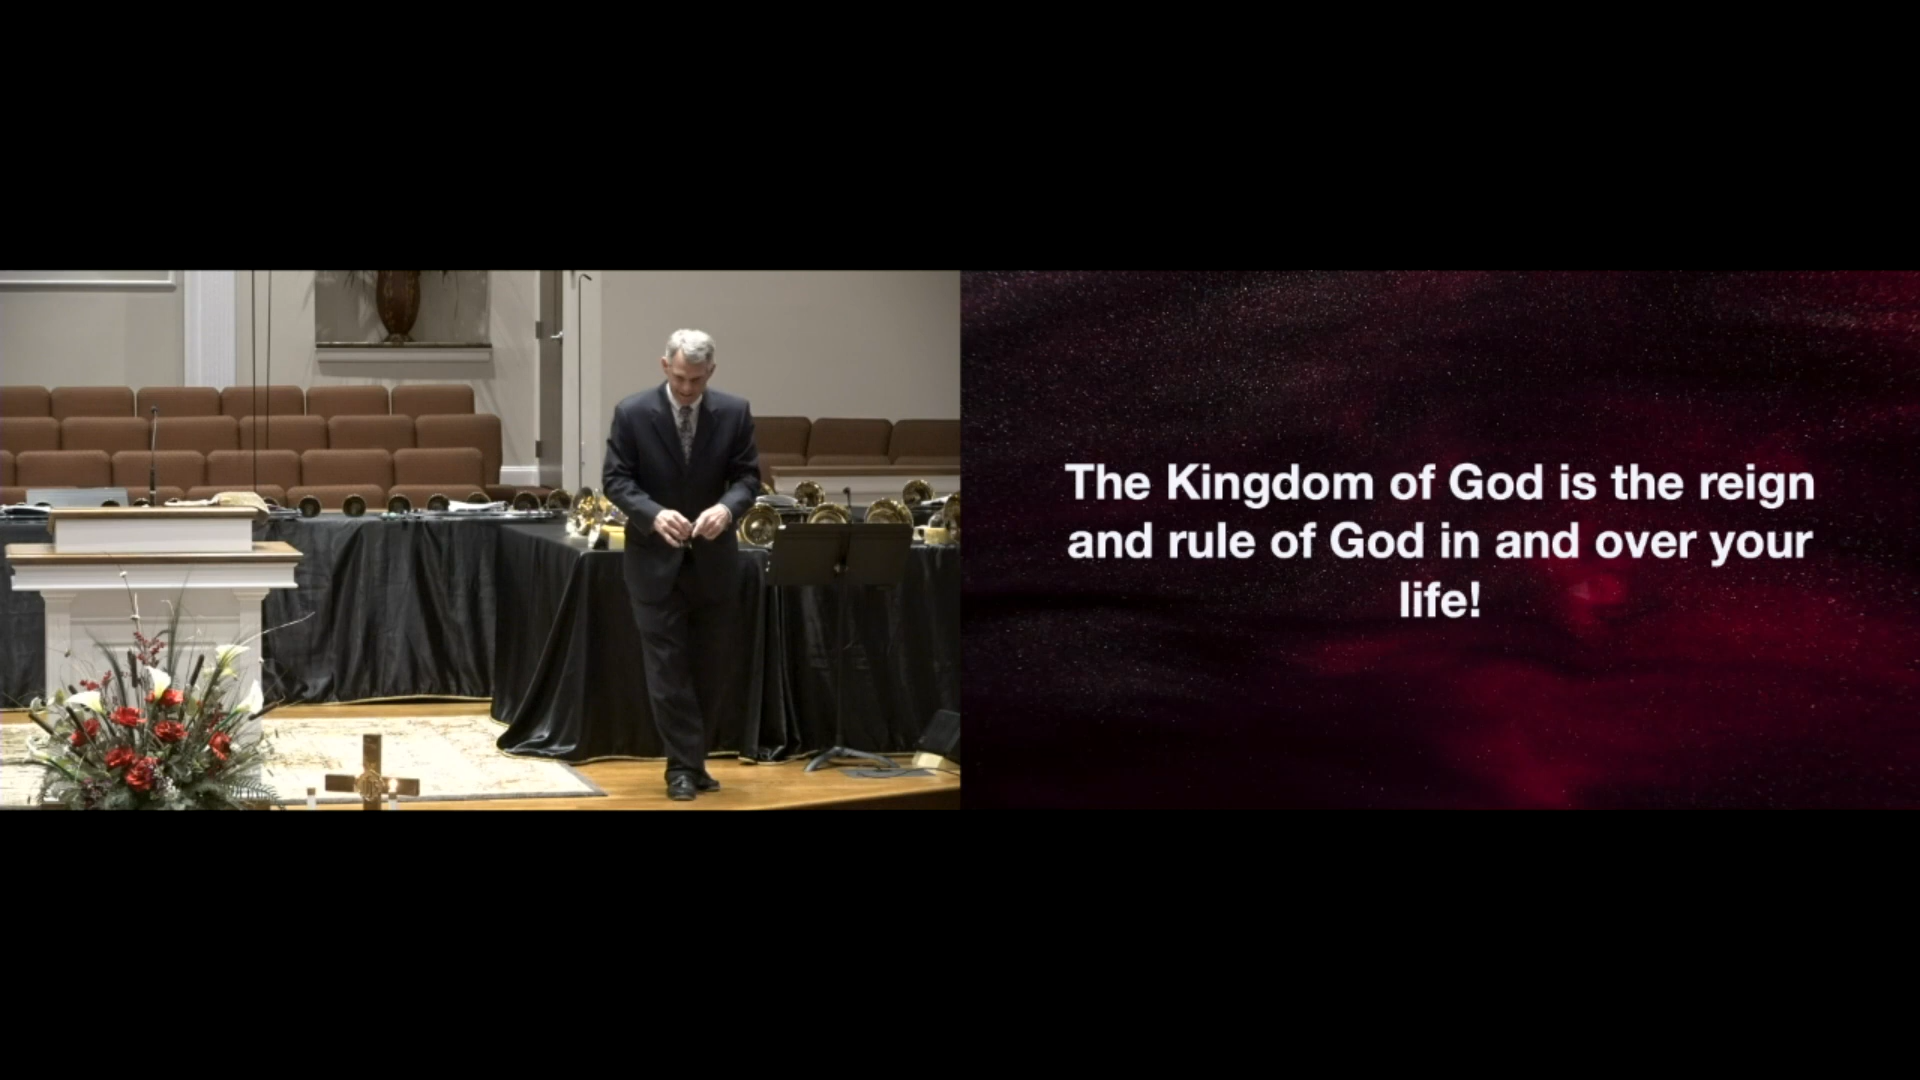 The Kingdom of God is the reign
and rule of God in and over your
life!